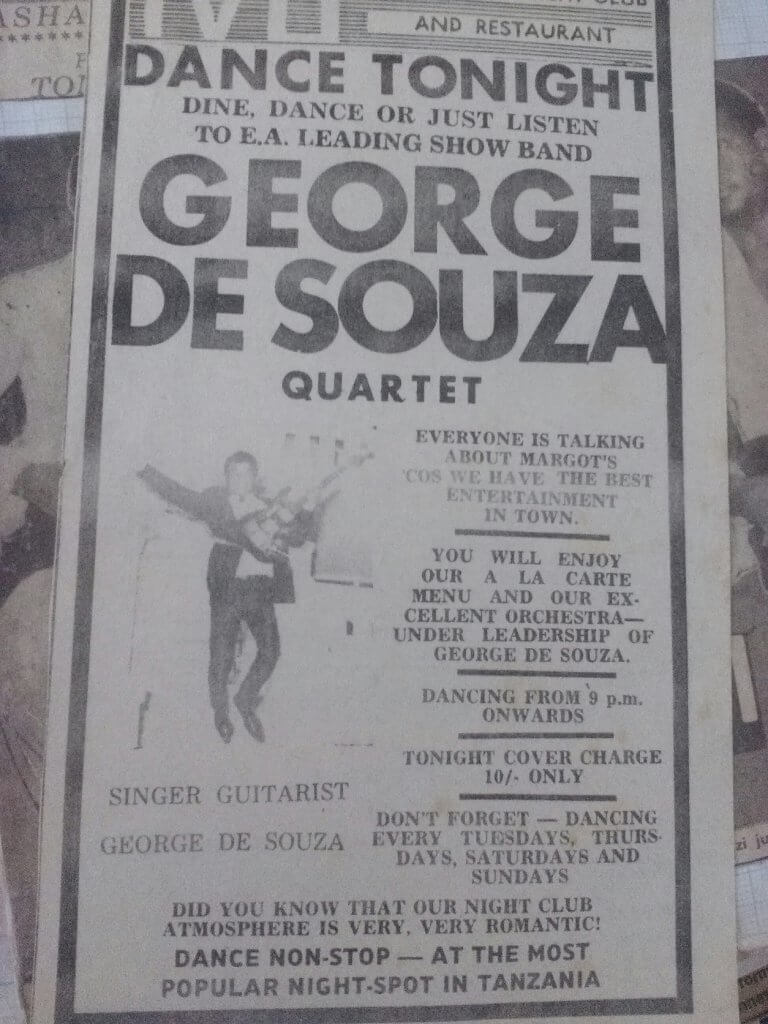 ASHA
*******
TO
CLUB
AND RESTAURANT
DANCE TONIGHT
DINE, DANCE OR JUST LISTEN
TO E.A. LEADING SHOW BAND
GEORGE
DE SOUZA
QUARTET
EVERYONE IS TALKING
ABOUT MARGOT'S
'COS WE HAVE THE BEST
ENTERTAINMENT
IN TOWN.
YOU WILL ENJOY
OUR A LA CARTE
MENU AND OUR EX-
CELLENT ORCHESTRA—
UNDER LEADERSHIP OF
GEORGE DE SOUZA.
DANCING FROM 9 p.m.
ONWARDS
TONIGHT COVER CHARGE
10/- ONLY
SINGER GUITARIST
GEORGE DE SOUZA
DON'T FORGET — DANCING
EVERY TUESDAYS, THURS-
DAYS, SATURDAYS AND
SUNDAYS
DID YOU KNOW THAT OUR NIGHT CLUB
ATMOSPHERE IS VERY, VERY ROMANTIC!
DANCE NON-STOP — AT THE MOST
POPULAR NIGHT-SPOT IN TANZANIA
zi ju